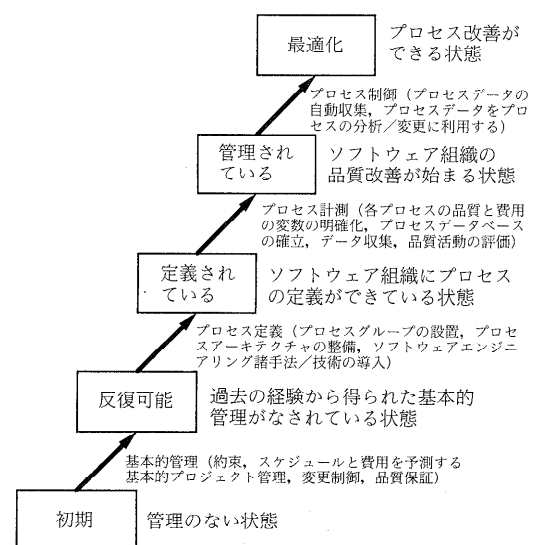 最適化
プロセス改善が
できる状態
プロセス制御（プロセスデータの
自動収集，プロセスデータをプロ
セスの分析／変更に利用する）
管理され
ている
ソフトウェア組織の
品質改善が始まる状態
プロセス計測（各プロセスの品質と費用
の変数の明確化，プロセスデータベース
の確立，データ収集，品質活動の評価）
定義され
ている
ソフトウェア組織にプロセス
の定義ができている状態
プロセス定義（プロセスグループの設置，プロセ
スアーキテクチャの整備，ソフトウェアエンジニ
アリング諸手法／技術の導入）
反復可能
過去の経験から得られた基本的
管理がなされている状態
基本的管理（約束，スケジュールと費用を予測する
基本的プロジェクト管理，変更制御，品質保証）
初期
管理のない状態